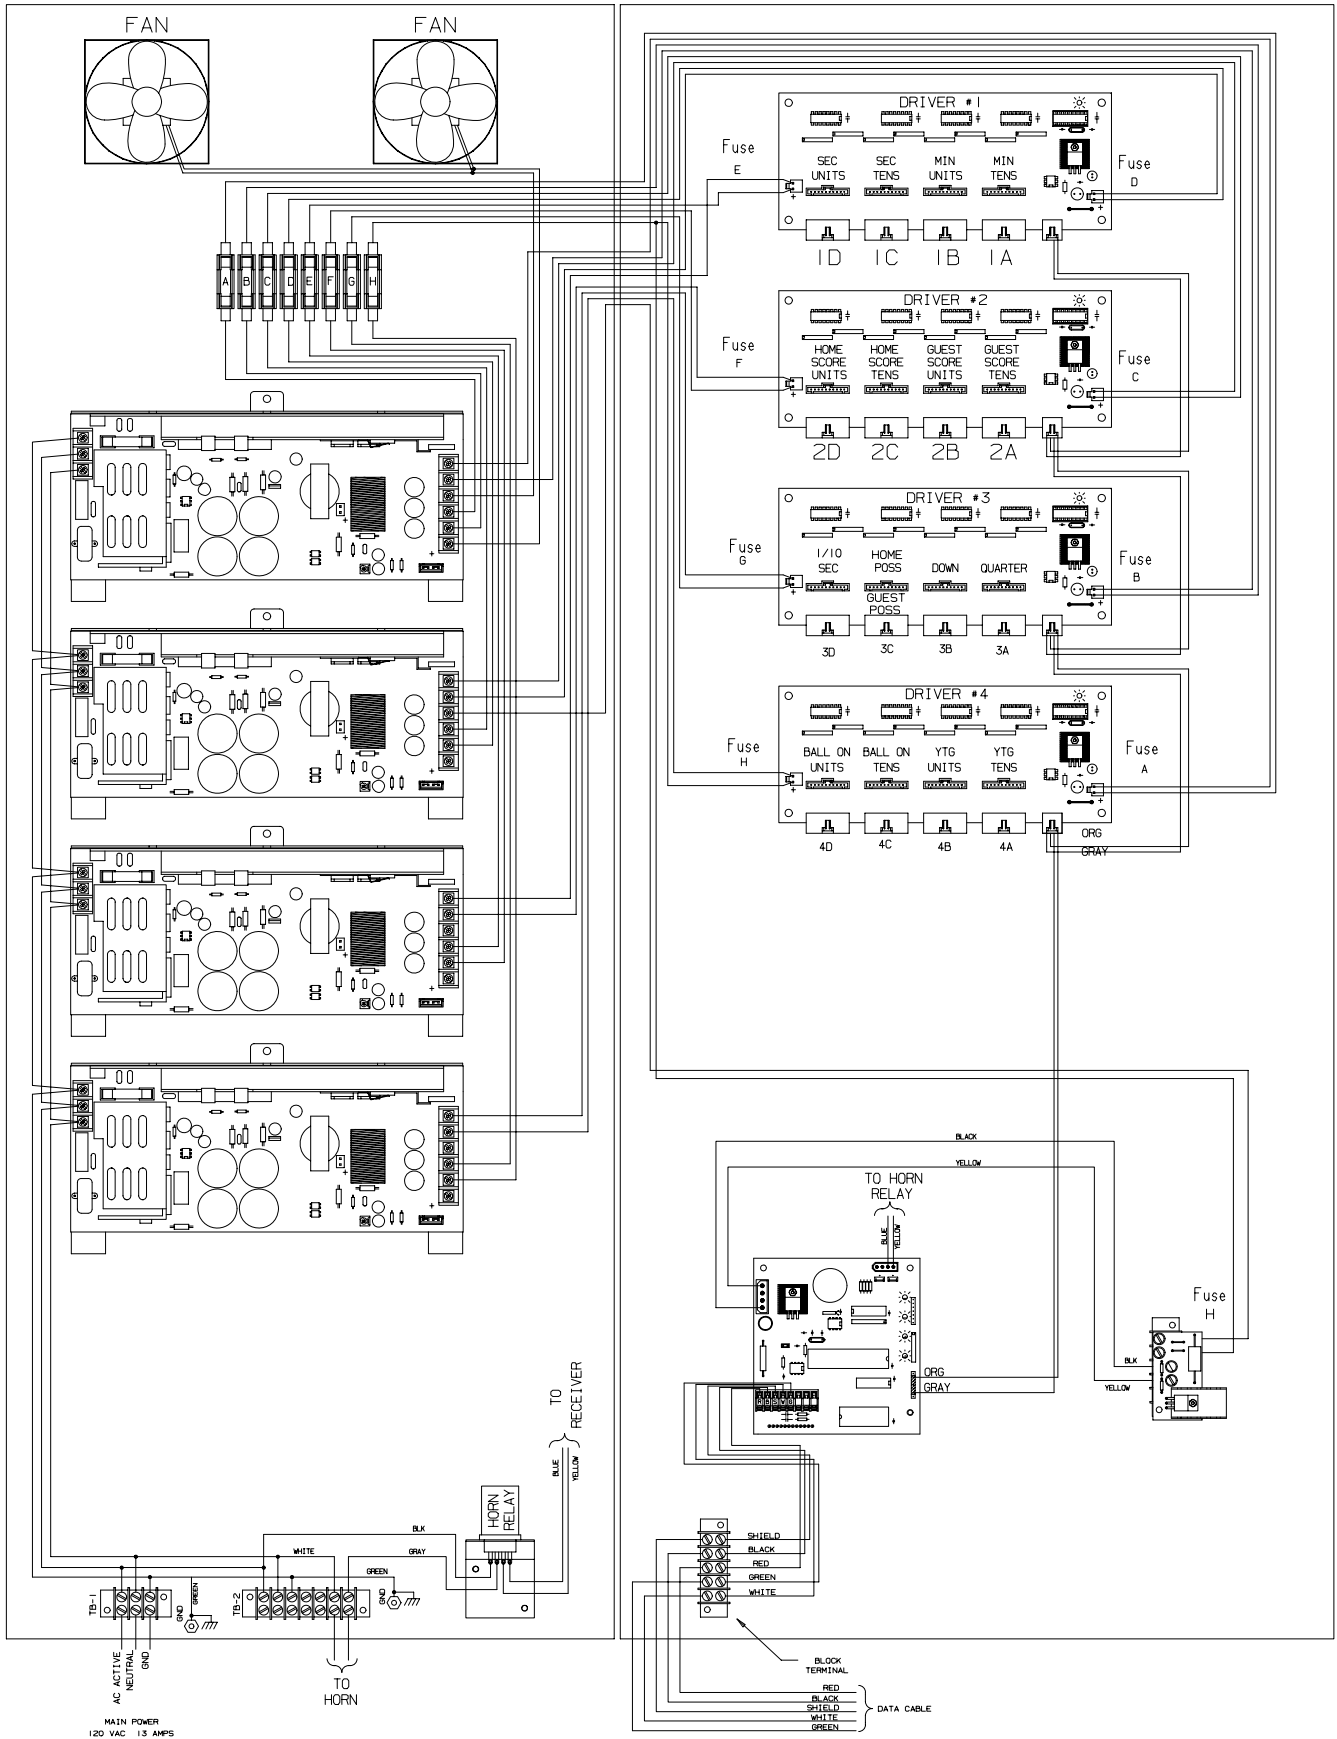 FAN
FAN
A B C D E F G H
DRIVER #1
Fuse
E
SEC UNITS
SEC TENS
MIN UNITS
MIN TENS
Fuse
D
1D 1C 1B 1A
DRIVER #2
Fuse
F
HOME SCORE UNITS
HOME SCORE TENS
GUEST SCORE UNITS
GUEST SCORE TENS
Fuse
C
2D 2C 2B 2A
DRIVER #3
Fuse
G
1/10 SEC
HOME POSS
GUEST POSS
DOWN
QUARTER
Fuse
B
3D 3C 3B 3A
DRIVER #4
Fuse
H
BALL ON UNITS
BALL ON TENS
YTG UNITS
YTG TENS
Fuse
A
4D 4C 4B 4A
ORG
GRAY
BLACK
YELLOW
TO HORN
RELAY
BLUE
YELLOW
Fuse
H
BLK
YELLOW
ORG
GRAY
TO
RECEIVER
BLUE
YELLOW
HORN
RELAY
BLK
WHITE
GRAY
GREEN
TB-1
GND
GREEN
TB-2
GND
SHIELD
BLACK
RED
GREEN
WHITE
BLOCK
TERMINAL
AC ACTIVE
NEUTRAL
GND
TO
HORN
MAIN POWER
120 VAC 13 AMPS
RED
BLACK
SHIELD
WHITE
GREEN
DATA CABLE